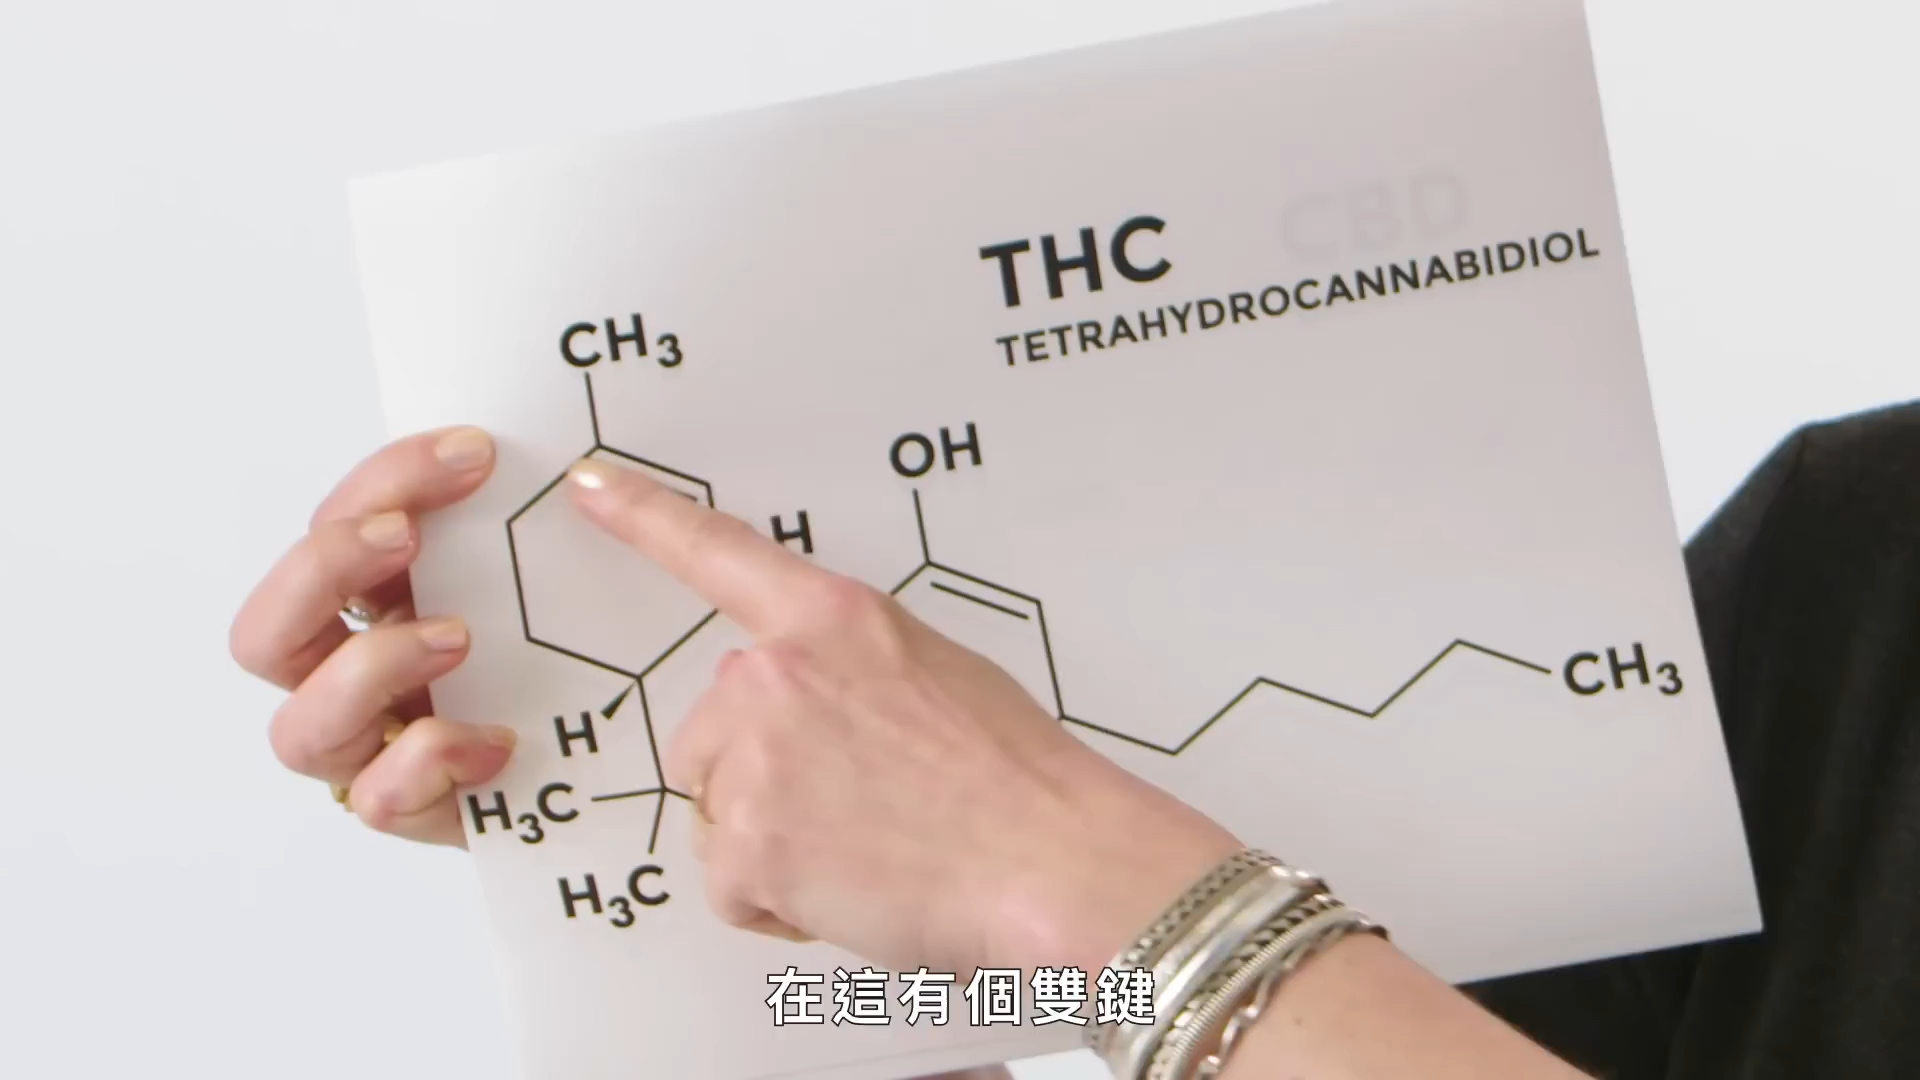 THC
CBD
TETRAHYDROCANNABIDIOL
CH3
OH
H
CH3
H
H3C
H3C
在這有個雙鍵